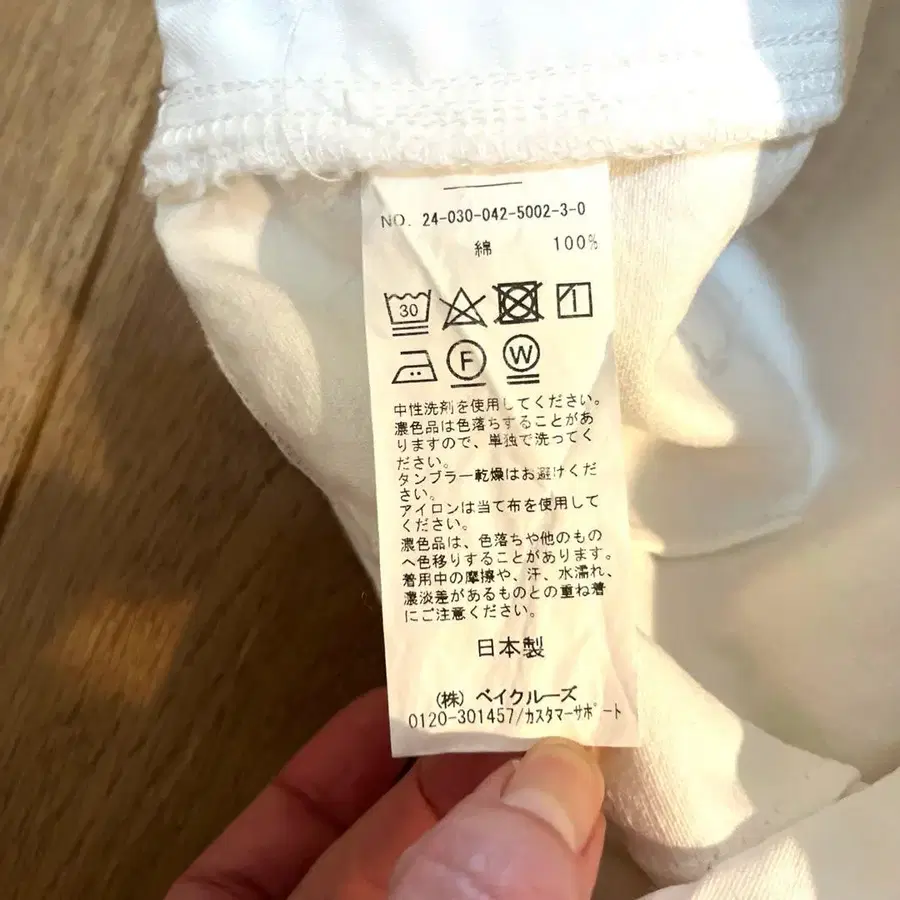 NO. 24-030-042-5002-3-0
綿 100%
30
F W
中性洗剤を使用してください。
濃色品は色落ちすることがあ
りますので、単独で洗ってく
ださい。
タンブラー乾燥はお避けくだ
さい。
アイロンは当て布を使用して
ください。
濃色品は、色落ちや他のもの
へ色移りすることがあります。
着用中の摩擦や、汗、水濡れ、
濃淡差があるものとの重ね着
にご注意ください。
日本製
(株) ベイクルーズ
0120-301457/カスタマーサポート